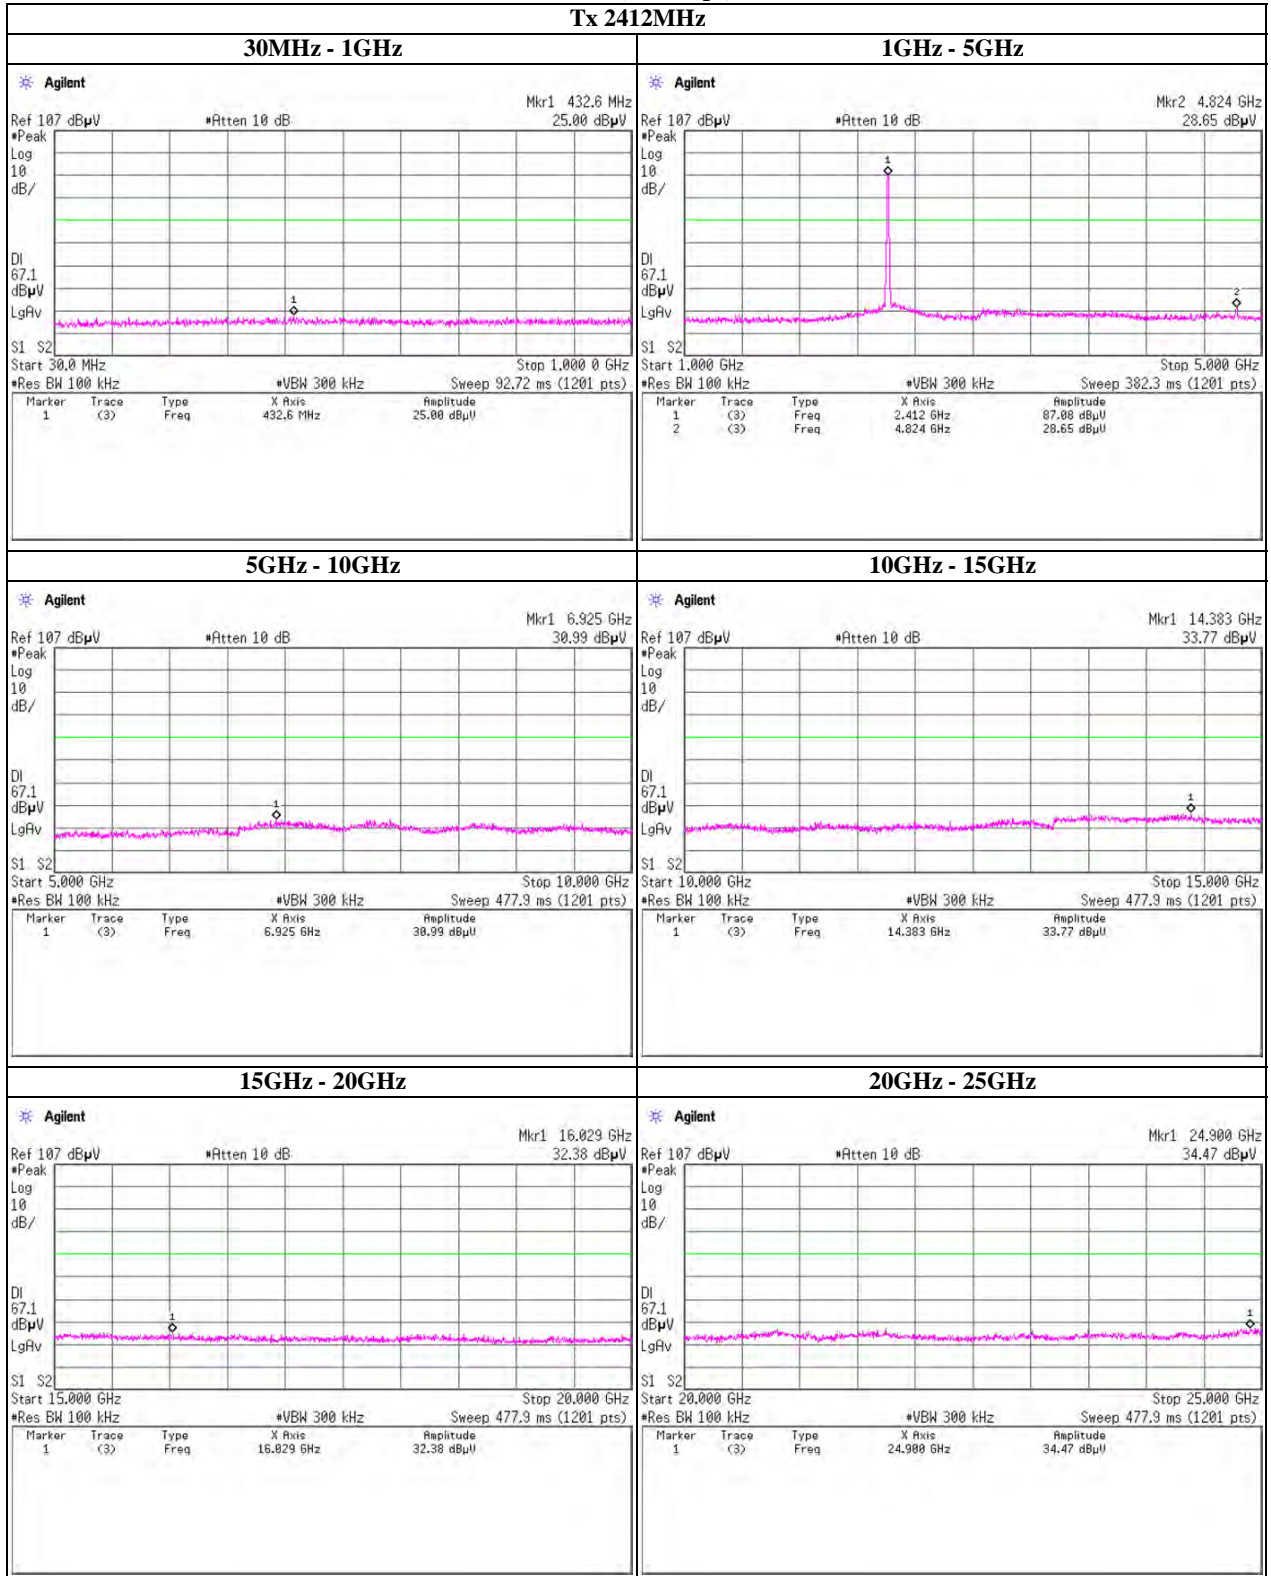 Tx 2412MHz
30MHz - 1GHz
Agilent
Mkr1 432.6 MHz
Ref 107 dBµV #Atten 10 dB 25.00 dBµV
#Peak
Log
10
dB/
1
DI
67.1
dBµV
LgAv
S1 S2
Start 30.0 MHz Stop 1.000 0 GHz
#Res BW 100 kHz #VBW 300 kHz Sweep 92.72 ms (1201 pts)
Marker Trace Type X Axis Amplitude
1 (3) Freq 432.6 MHz 25.00 dBµV
1GHz - 5GHz
Agilent
Mkr2 4.824 GHz
Ref 107 dBµV #Atten 10 dB 28.65 dBµV
#Peak
Log
10
dB/
1
DI
67.1
dBµV
2
LgAv
S1 S2
Start 1.000 GHz Stop 5.000 GHz
#Res BW 100 kHz #VBW 300 kHz Sweep 382.3 ms (1201 pts)
Marker Trace Type X Axis Amplitude
1 (3) Freq 2.412 GHz 87.08 dBµV
2 (3) Freq 4.824 GHz 28.65 dBµV
5GHz - 10GHz
Agilent
Mkr1 6.925 GHz
Ref 107 dBµV #Atten 10 dB 30.99 dBµV
#Peak
Log
10
dB/
DI
67.1
dBµV
1
LgAv
S1 S2
Start 5.000 GHz Stop 10.000 GHz
#Res BW 100 kHz #VBW 300 kHz Sweep 477.9 ms (1201 pts)
Marker Trace Type X Axis Amplitude
1 (3) Freq 6.925 GHz 30.99 dBµV
10GHz - 15GHz
Agilent
Mkr1 14.383 GHz
Ref 107 dBµV #Atten 10 dB 33.77 dBµV
#Peak
Log
10
dB/
DI
67.1
1
dBµV
LgAv
S1 S2
Start 10.000 GHz Stop 15.000 GHz
#Res BW 100 kHz #VBW 300 kHz Sweep 477.9 ms (1201 pts)
Marker Trace Type X Axis Amplitude
1 (3) Freq 14.383 GHz 33.77 dBµV
15GHz - 20GHz
Agilent
Mkr1 16.029 GHz
Ref 107 dBµV #Atten 10 dB 32.38 dBµV
#Peak
Log
10
dB/
DI
67.1
1
dBµV
LgAv
S1 S2
Start 15.000 GHz Stop 20.000 GHz
#Res BW 100 kHz #VBW 300 kHz Sweep 477.9 ms (1201 pts)
Marker Trace Type X Axis Amplitude
1 (3) Freq 16.029 GHz 32.38 dBµV
20GHz - 25GHz
Agilent
Mkr1 24.900 GHz
Ref 107 dBµV #Atten 10 dB 34.47 dBµV
#Peak
Log
10
dB/
DI
67.1
1
dBµV
LgAv
S1 S2
Start 20.000 GHz Stop 25.000 GHz
#Res BW 100 kHz #VBW 300 kHz Sweep 477.9 ms (1201 pts)
Marker Trace Type X Axis Amplitude
1 (3) Freq 24.900 GHz 34.47 dBµV